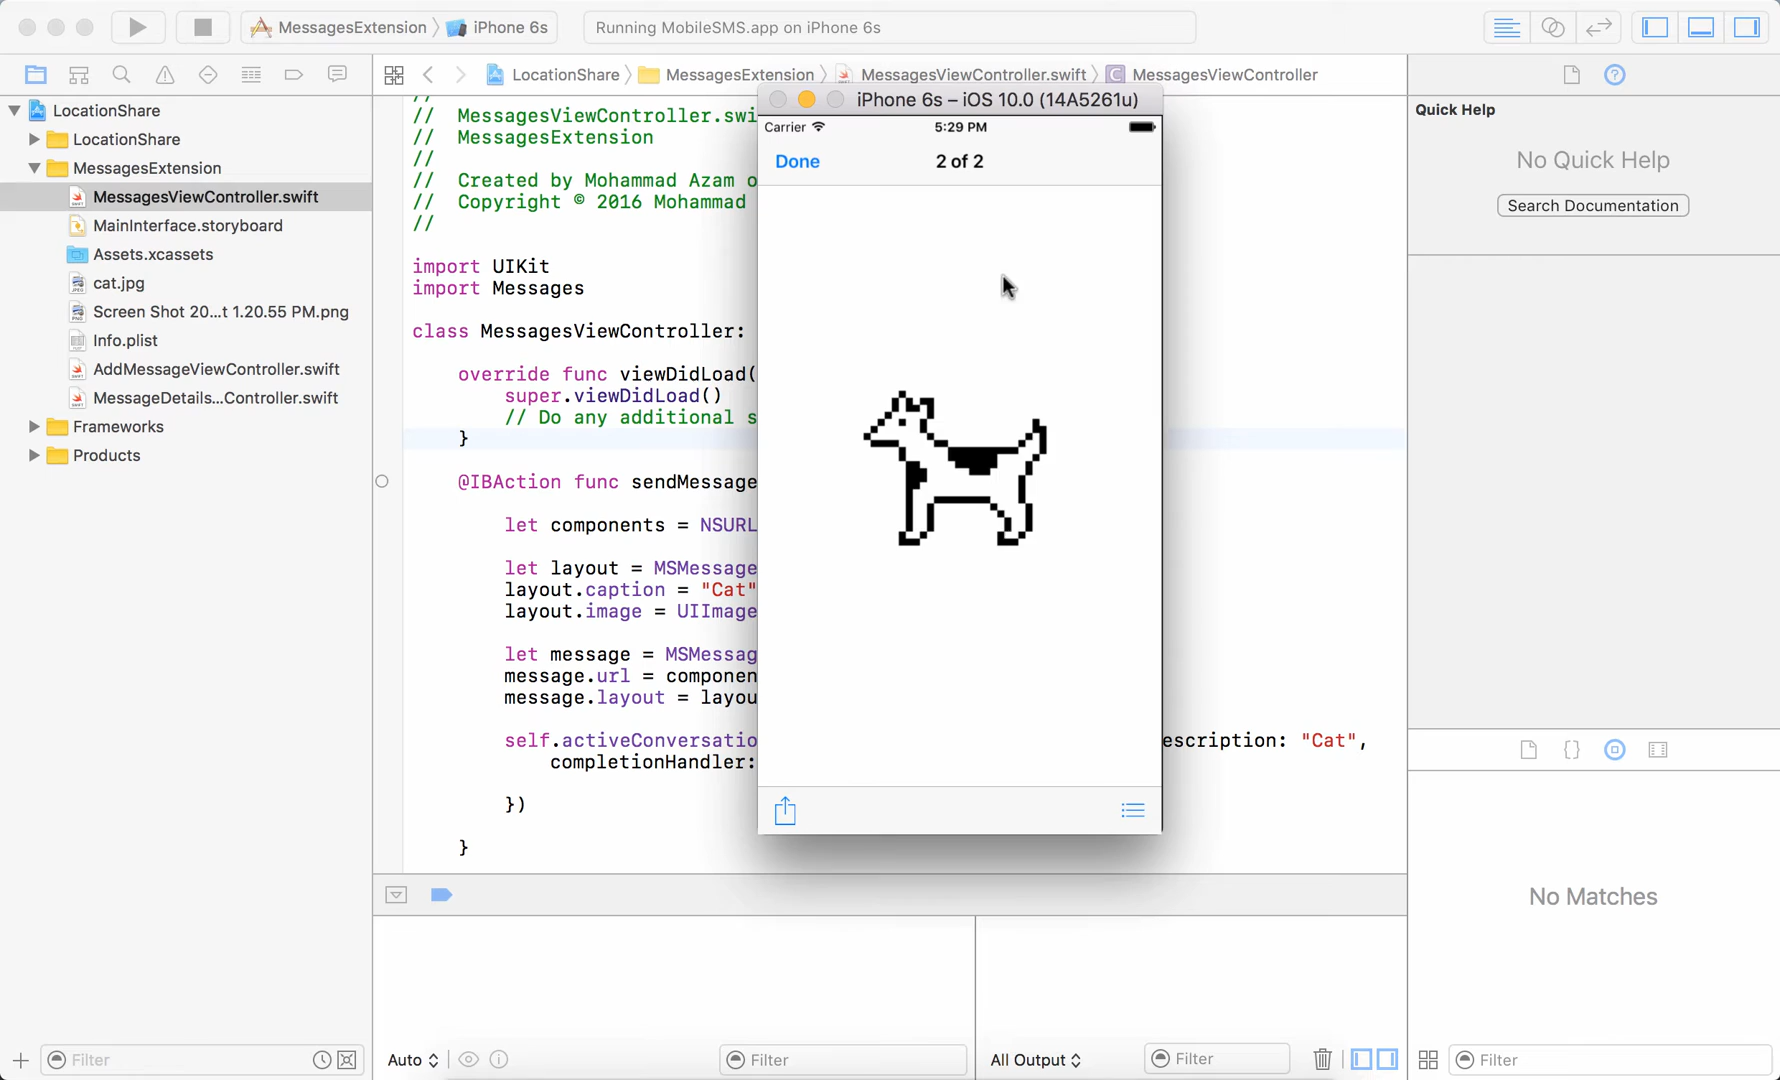 MessagesExtension
iPhone 6s
Running MobileSMS.app on iPhone 6s
LocationShare
MessagesExtension
MessagesViewController.swift
MessagesViewController
LocationShare
LocationShare
MessagesExtension
MessagesViewController.swift
MainInterface.storyboard
Assets.xcassets
cat.jpg
Screen Shot 20...t 1.20.55 PM.png
Info.plist
AddMessageViewController.swift
MessageDetails...Controller.swift
Frameworks
Products
//
// MessagesViewController.swi
// MessagesExtension
//
// Created by Mohammad Azam o
// Copyright © 2016 Mohammad
//
import UIKit
import Messages
class MessagesViewController:
override func viewDidLoad(
super.viewDidLoad()
// Do any additional s
}
@IBAction func sendMessage
let components = NSURL
let layout = MSMessage
layout.caption = "Cat"
layout.image = UIImage
let message = MSMessag
message.url = componen
message.layout = layou
self.activeConversatio
escription: "Cat",
completionHandler:
})
}
iPhone 6s – iOS 10.0 (14A5261u)
Carrier
5:29 PM
Done
2 of 2
Quick Help
No Quick Help
Search Documentation
No Matches
Filter
Auto
Filter
All Output
Filter
Filter